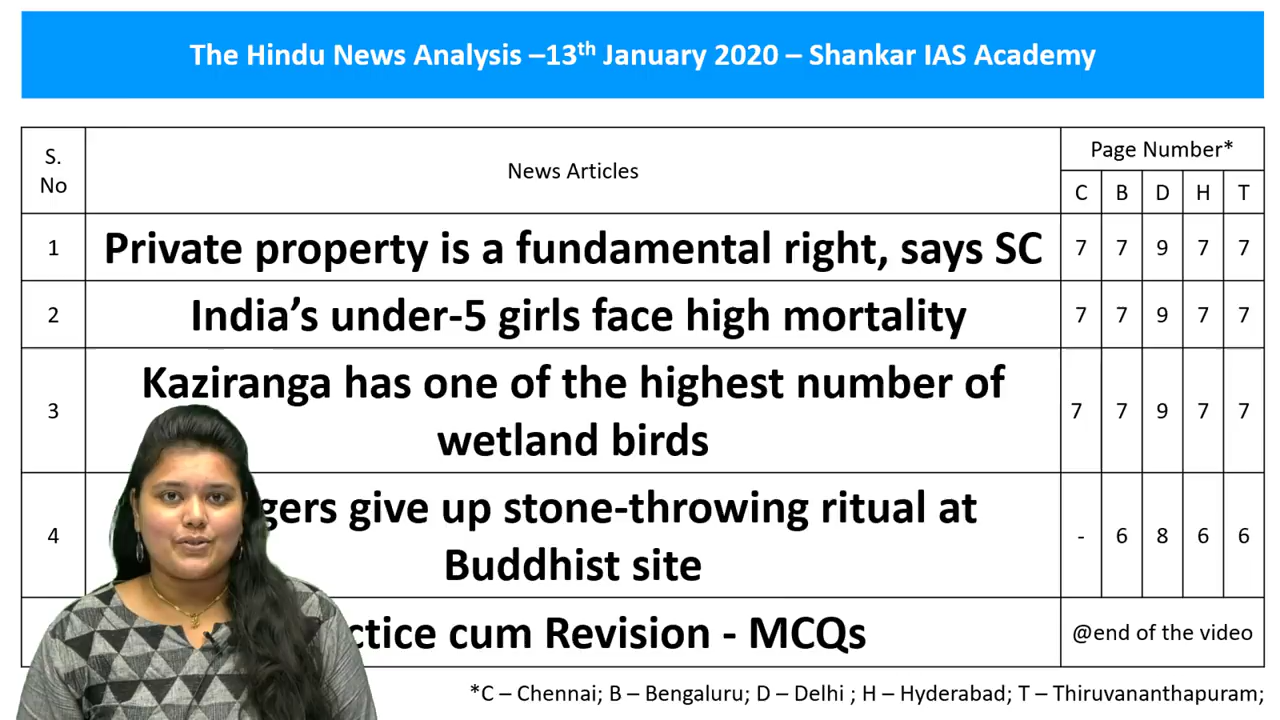 The Hindu News Analysis –13th January 2020 – Shankar IAS Academy
S. No
News Articles
Page Number*
C B D H T
1 Private property is a fundamental right, says SC 7 7 9 7 7
2 India's under-5 girls face high mortality 7 7 9 7 7
3 Kaziranga has one of the highest number of
wetland birds 7 7 9 7 7
4 give up stone-throwing ritual at
Buddhist site - 6 8 6 6
cum Revision - MCQs @end of the video
*C – Chennai; B – Bengaluru; D – Delhi ; H – Hyderabad; T – Thiruvananthapuram;